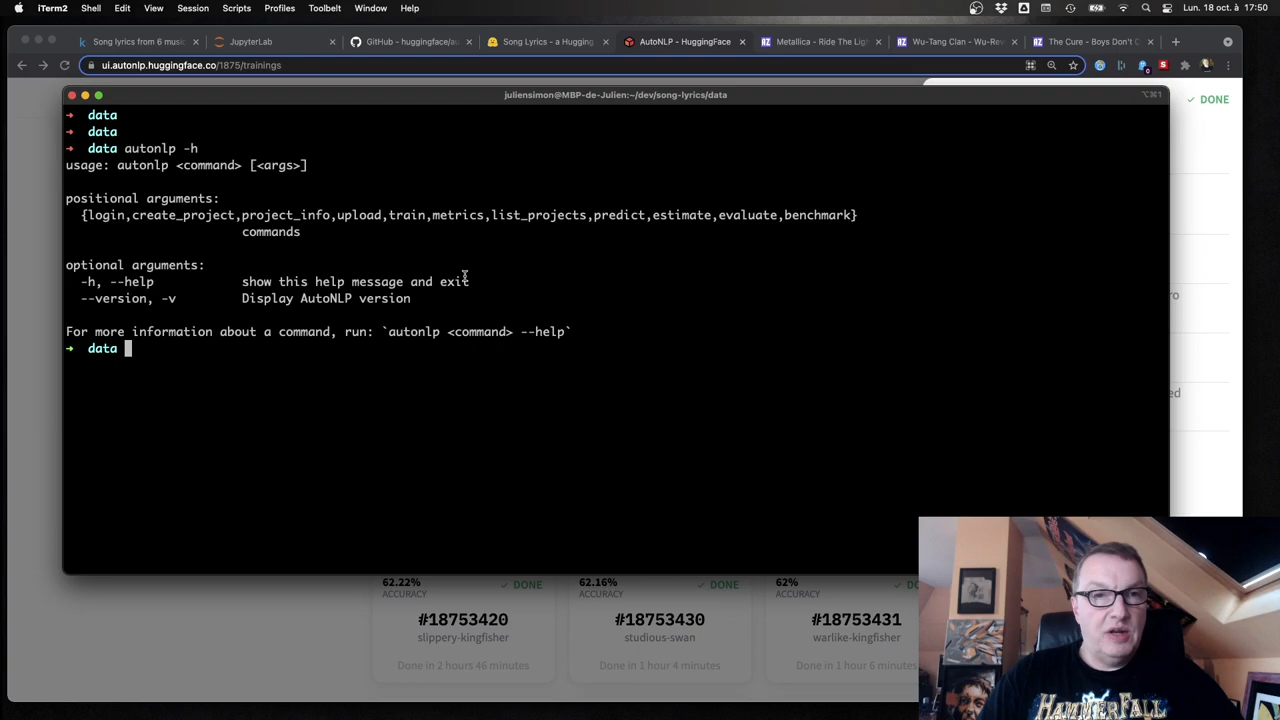 iTerm2 Shell Edit View Session Scripts Profiles Toolbelt Window Help Lun. 18 oct. à 17:50
Song lyrics from 6 music JupyterLab GitHub - huggingface/au Song Lyrics - a Hugging AutoNLP - HuggingFace Metallica - Ride The Ligh Wu-Tang Clan - Wu-Rev The Cure - Boys Don't C
ui.autonlp.huggingface.co/1875/trainings
juliensimon@MBP-de-Julien:~/dev/song-lyrics/data ⌥⌘1
DONE
➜ data
➜ data
➜ data autonlp -h
usage: autonlp <command> [<args>]
positional arguments:
{login,create_project,project_info,upload,train,metrics,list_projects,predict,estimate,evaluate,benchmark}
commands
optional arguments:
-h, --help show this help message and exit
--version, -v Display AutoNLP version
For more information about a command, run: `autonlp <command> --help`
➜ data
62.22% DONE 62.16% DONE 62%
ACCURACY ACCURACY ACCURACY
#18753420 #18753430 #18753431
slippery-kingfisher studious-swan warlike-kingfisher
Done in 2 hours 46 minutes Done in 1 hour 4 minutes Done in 1 hour 6 minutes
HAMMERFALL